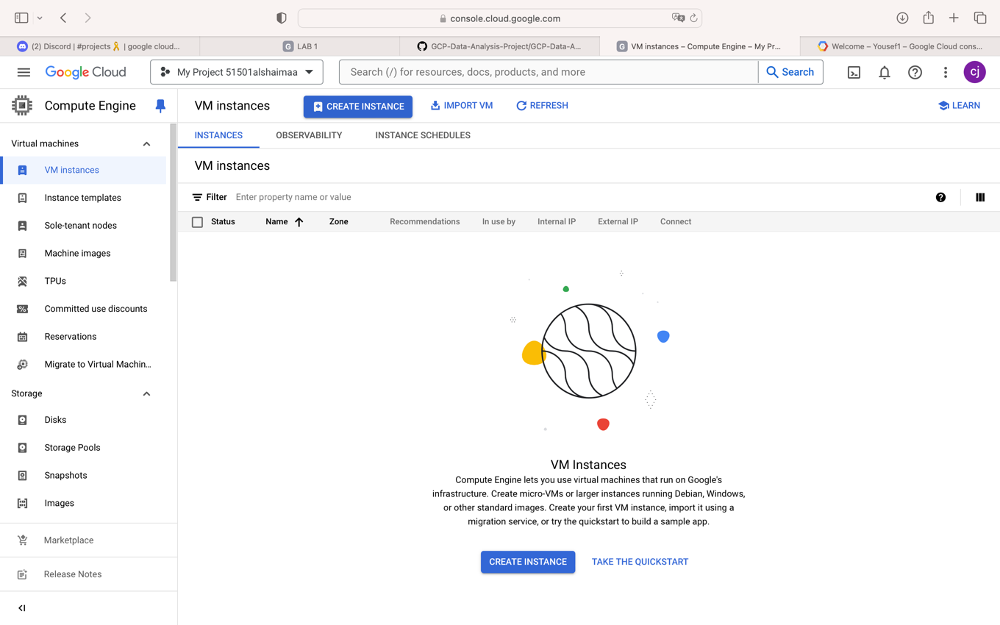 console.cloud.google.com
(2) Discord | #projects🎗️ | google cloud...
G LAB 1
GCP-Data-Analysis-Project/GCP-Data-A...
G VM instances – Compute Engine – My Pr...
Welcome – Yousef1 – Google Cloud cons...
Google Cloud
My Project 51501alshaimaa
Search (/) for resources, docs, products, and more
Search
cj
Compute Engine
VM instances
CREATE INSTANCE
IMPORT VM
REFRESH
LEARN
Virtual machines
VM instances
Instance templates
Sole-tenant nodes
Machine images
TPUs
Committed use discounts
Reservations
Migrate to Virtual Machin...
Storage
Disks
Storage Pools
Snapshots
Images
Marketplace
Release Notes
INSTANCES
OBSERVABILITY
INSTANCE SCHEDULES
VM instances
Filter
Enter property name or value
Status
Name
Zone
Recommendations
In use by
Internal IP
External IP
Connect
VM Instances
Compute Engine lets you use virtual machines that run on Google's
infrastructure. Create micro-VMs or larger instances running Debian, Windows,
or other standard images. Create your first VM instance, import it using a
migration service, or try the quickstart to build a sample app.
CREATE INSTANCE
TAKE THE QUICKSTART